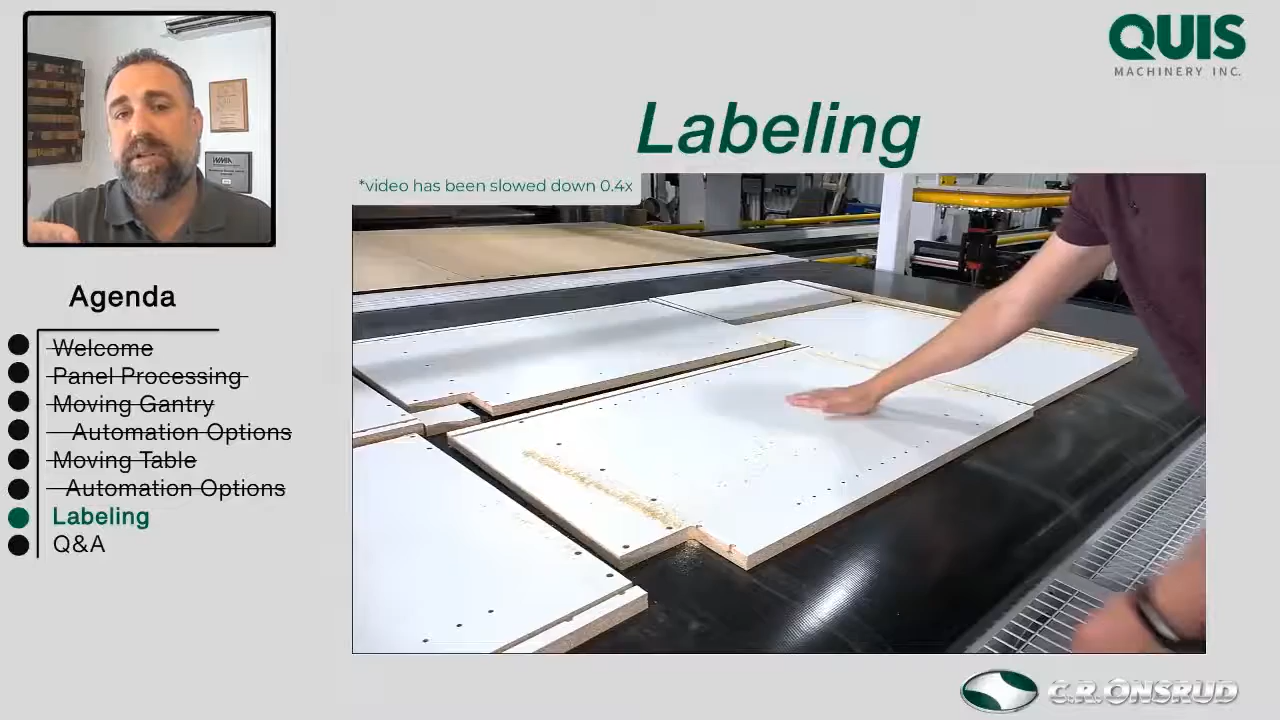 QUIS
MACHINERY INC.
Labeling
*video has been slowed down 0.4x
WMIA
Agenda
Welcome
Panel Processing
Moving Gantry
Automation Options
Moving Table
Automation Options
Labeling
Q&A
C.R. ONSRUD